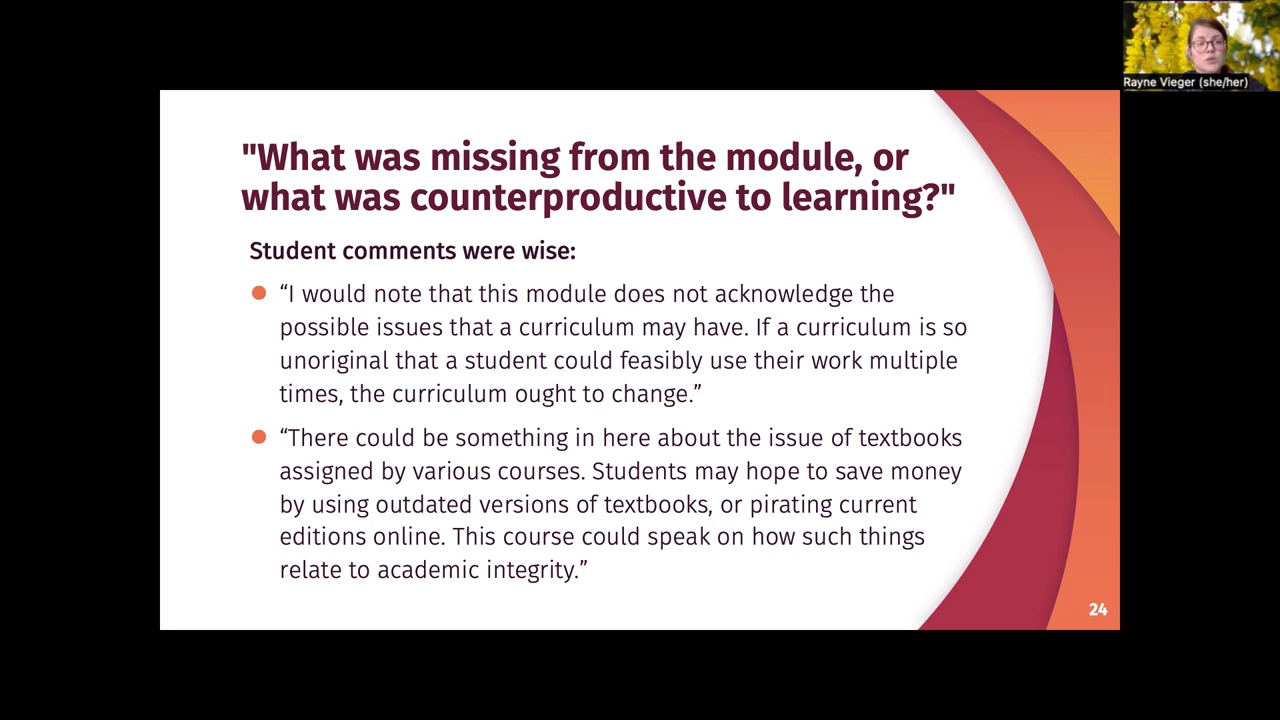 Rayne Vieger (she/her)
"What was missing from the module, or
what was counterproductive to learning?"
Student comments were wise:
● “I would note that this module does not acknowledge the
possible issues that a curriculum may have. If a curriculum is so
unoriginal that a student could feasibly use their work multiple
times, the curriculum ought to change.”
● “There could be something in here about the issue of textbooks
assigned by various courses. Students may hope to save money
by using outdated versions of textbooks, or pirating current
editions online. This course could speak on how such things
relate to academic integrity.”
24